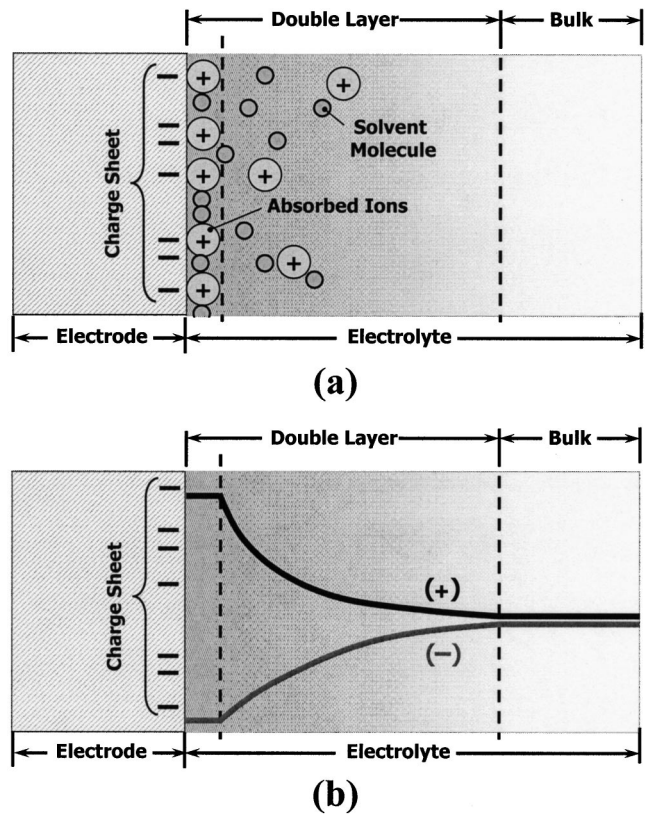 Double Layer
Bulk
+
+
Solvent
Molecule
+
+
+
Absorbed Ions
+
+
+
Charge Sheet
Electrode
Electrolyte
(a)
Double Layer
Bulk
(+)
(−)
Charge Sheet
Electrode
Electrolyte
(b)